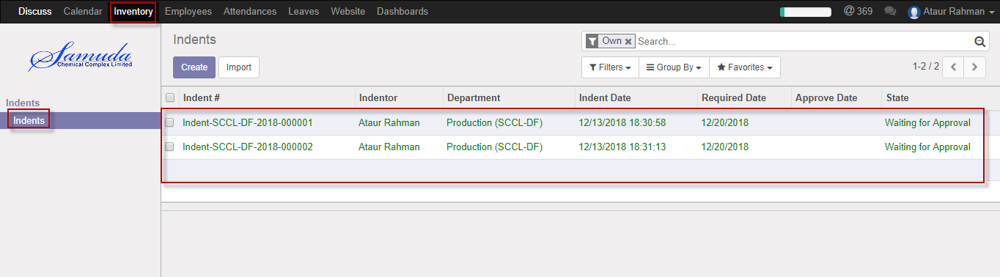 Discuss Calendar Inventory Employees Attendances Leaves Website Dashboards @ 369 Ataur Rahman
Samuda
Chemical Complex Limited
Indents
Indents
Indents
Own Search...
Create Import Filters Group By Favorites 1-2 / 2
Indent # Indentor Department Indent Date Required Date Approve Date State
Indent-SCCL-DF-2018-000001 Ataur Rahman Production (SCCL-DF) 12/13/2018 18:30:58 12/20/2018 Waiting for Approval
Indent-SCCL-DF-2018-000002 Ataur Rahman Production (SCCL-DF) 12/13/2018 18:31:13 12/20/2018 Waiting for Approval